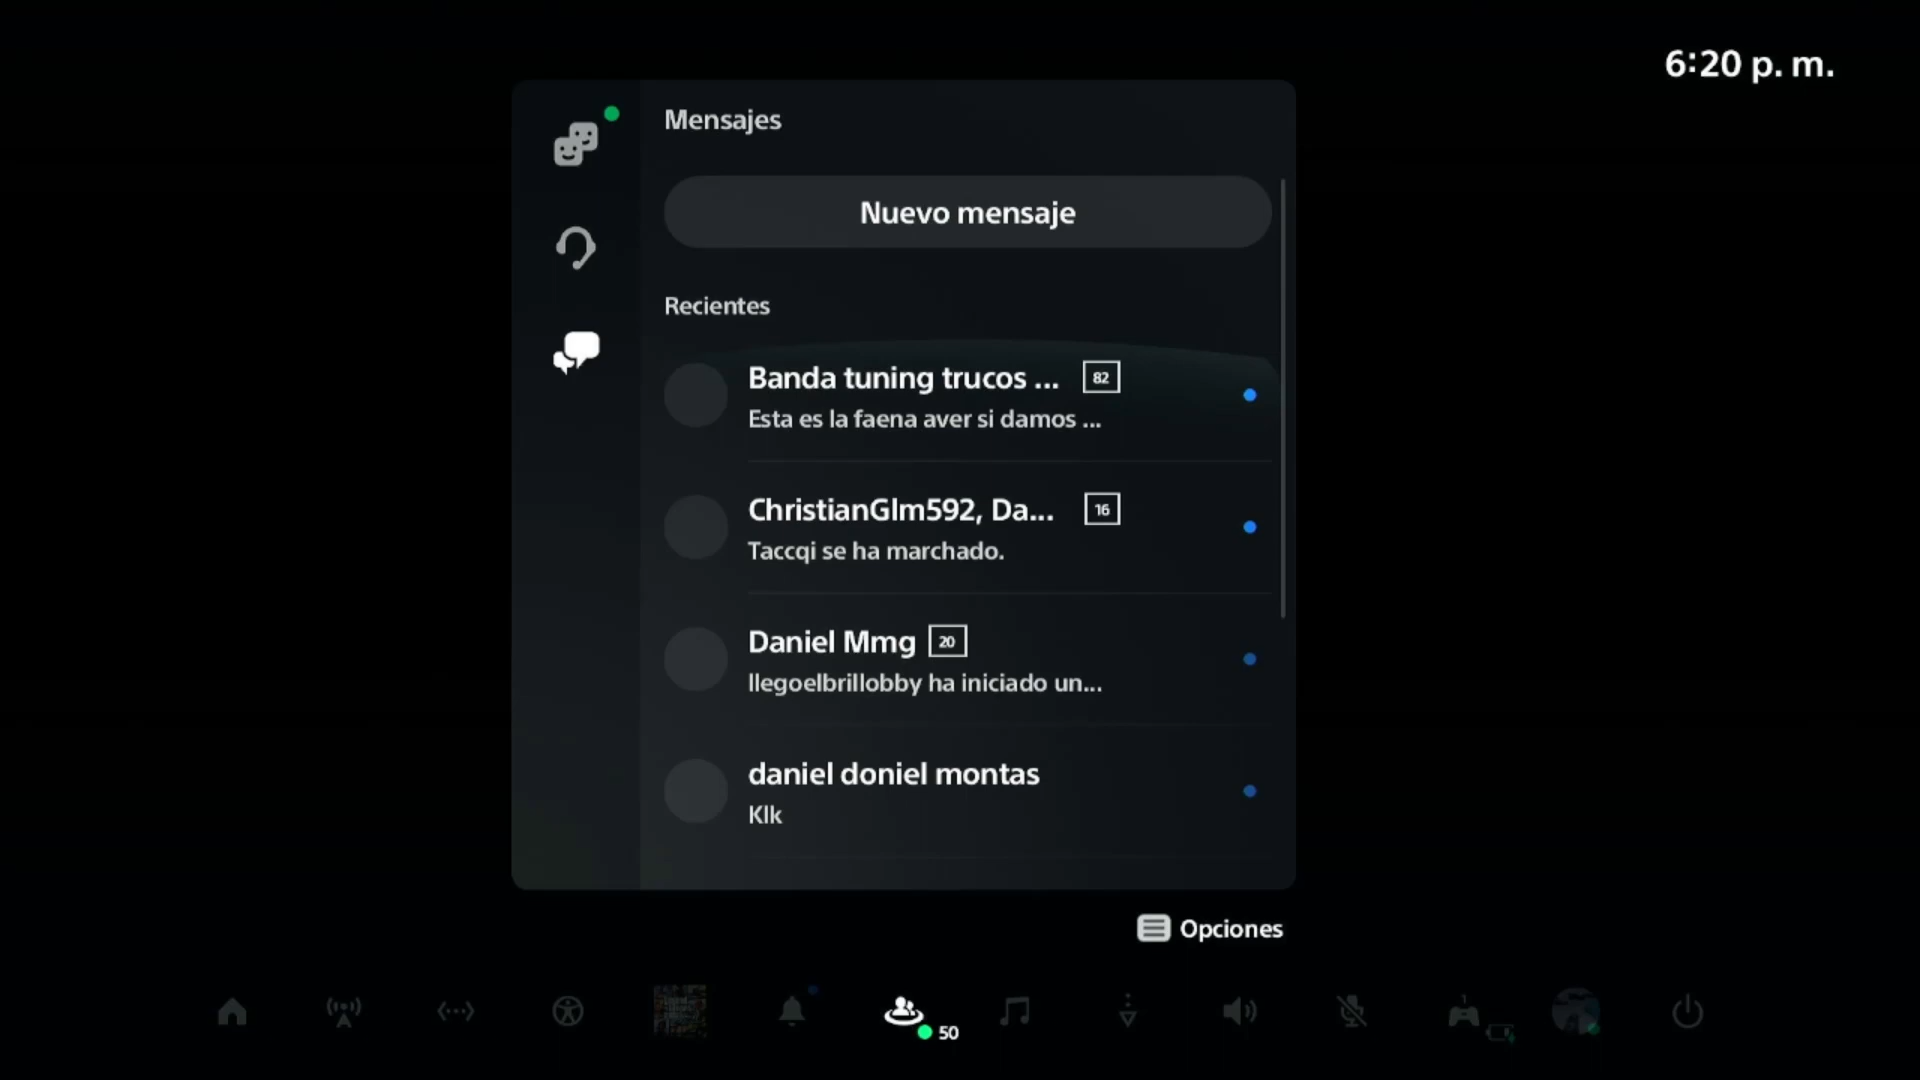 6:20 p. m.
Mensajes
Nuevo mensaje
Recientes
Banda tuning trucos ... 82
Esta es la faena aver si damos ...
ChristianGlm592, Da... 16
Taccqi se ha marchado.
Daniel Mmg 20
llegoelbrillobby ha iniciado un...
daniel doniel montas
Klk
Opciones
50
1